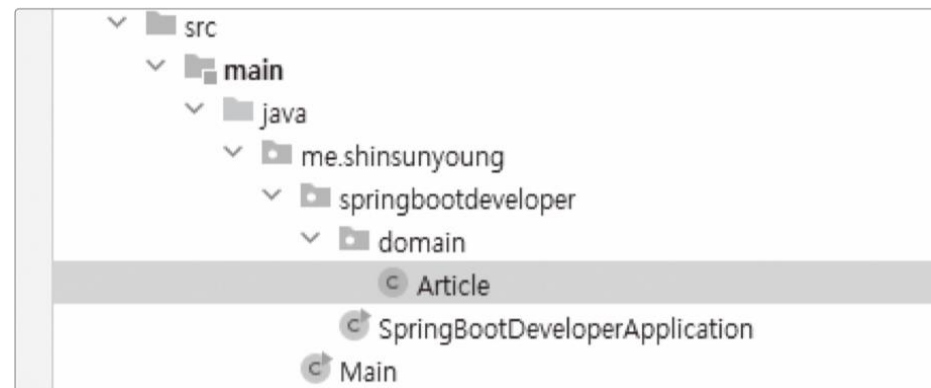 src
main
java
me.shinsunyoung
springbootdeveloper
domain
C Article
C SpringBootDeveloperApplication
C Main